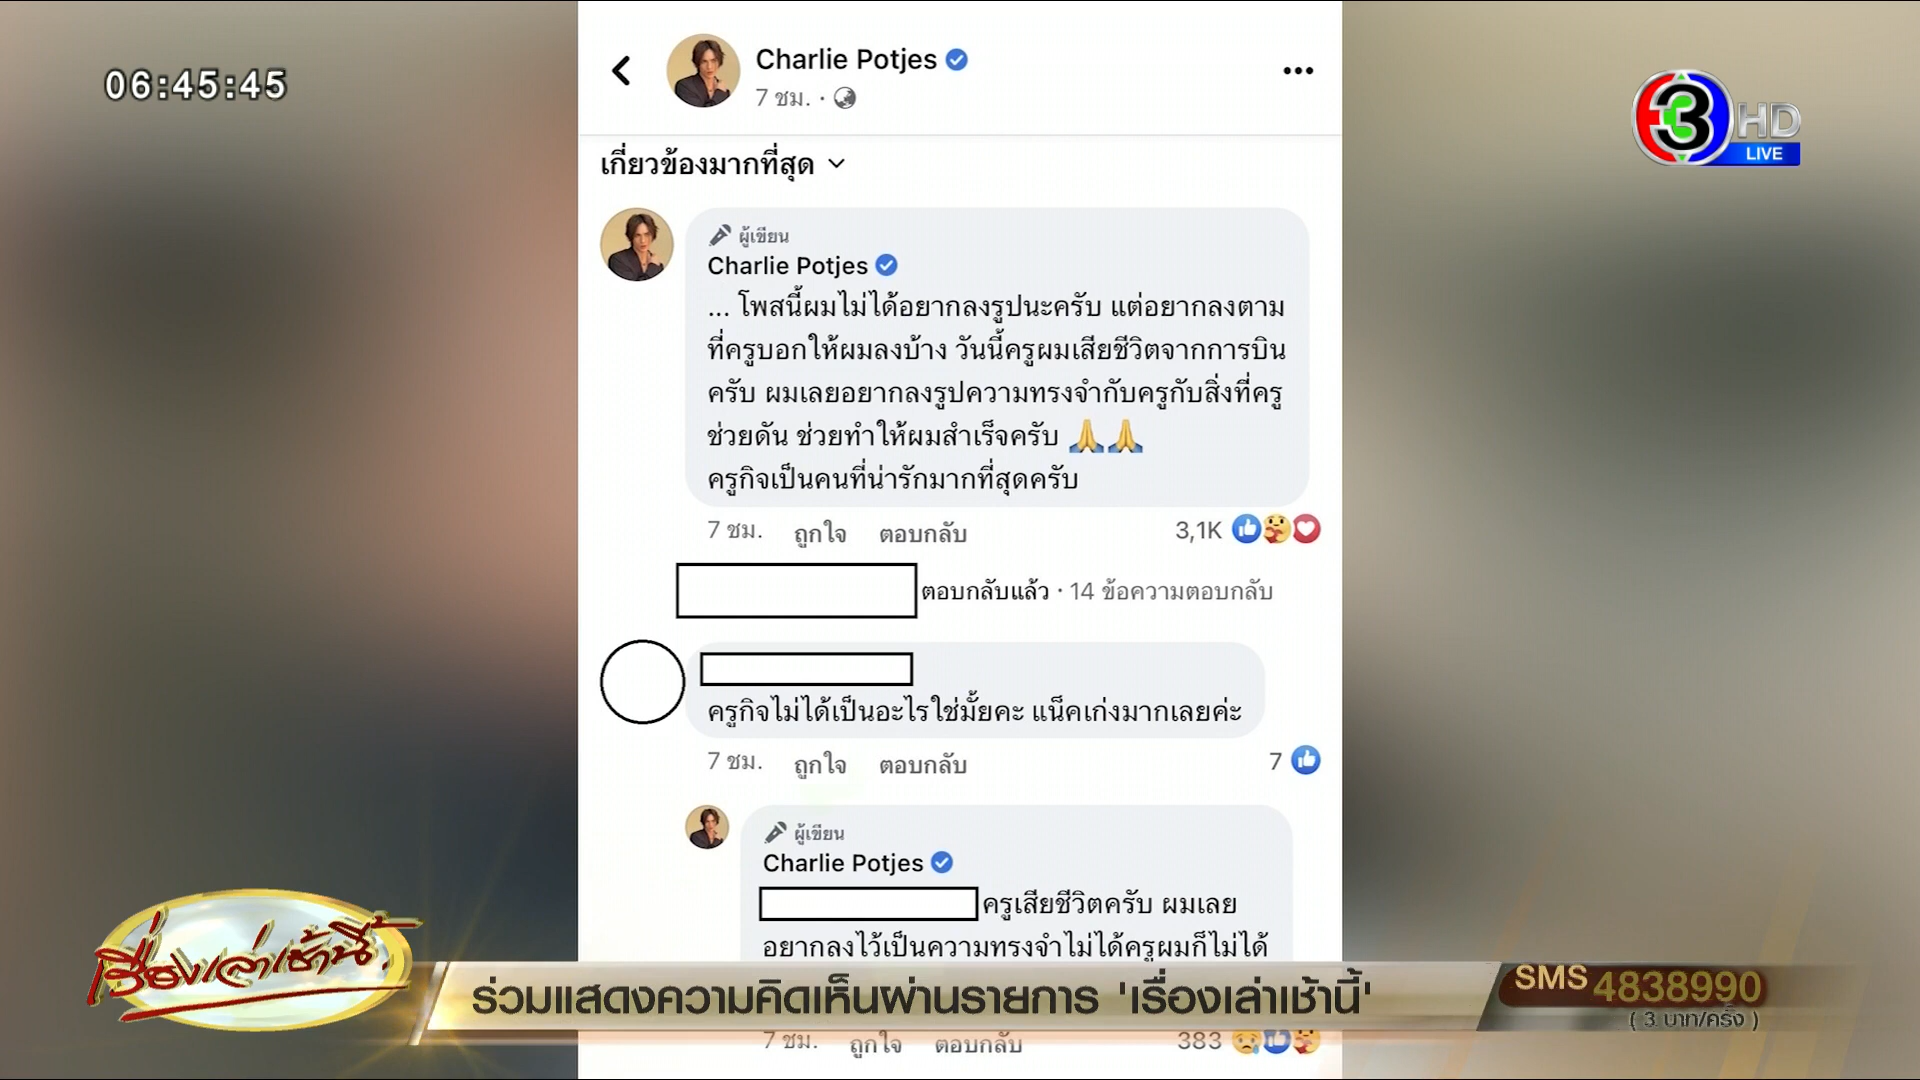 06:45:45
Charlie Potjes
7 ชม. ·
3 HD
LIVE
เกี่ยวข้องมากที่สุด
ผู้เขียน
Charlie Potjes
... โพสนี้ผมไม่ได้อยากลงรูปนะครับ แต่อยากลงตาม
ที่ครูบอกให้ผมลงบ้าง วันนี้ครูผมเสียชีวิตจากการบิน
ครับ ผมเลยอยากลงรูปความทรงจำกับครูกับสิ่งที่ครู
ช่วยดัน ช่วยทำให้ผมสำเร็จครับ 🙏🙏
ครูกิจเป็นคนที่น่ารักมากที่สุดครับ
7 ชม. ถูกใจ ตอบกลับ 3,1K
ตอบกลับแล้ว · 14 ข้อความตอบกลับ
ครูกิจไม่ได้เป็นอะไรใช่มั้ยคะ แน็คเก่งมากเลยค่ะ
7 ชม. ถูกใจ ตอบกลับ 7
ผู้เขียน
Charlie Potjes
ครูเสียชีวิตครับ ผมเลย
อยากลงไว้เป็นความทรงจำไม่ได้ครูผมก็ไม่ได้
เรื่องเล่าเช้านี้
ร่วมแสดงความคิดเห็นผ่านรายการ 'เรื่องเล่าเช้านี้'
SMS 4838990
( 3 บาท/ครั้ง )
7 ชม. ถูกใจ ตอบกลับ 383